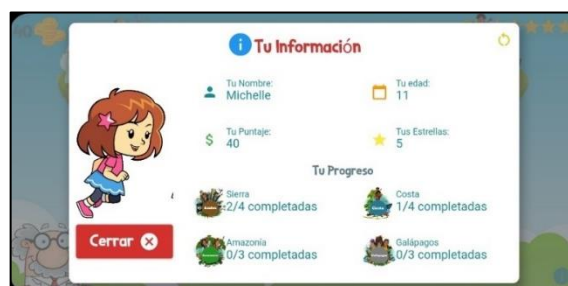 Tu Información
Tu Nombre:
Michelle
Tu edad:
11
Tu Puntaje:
40
Tus Estrellas:
5
Tu Progreso
Sierra
2/4 completadas
Costa
1/4 completadas
Amazonía
0/3 completadas
Galápagos
0/3 completadas
Cerrar